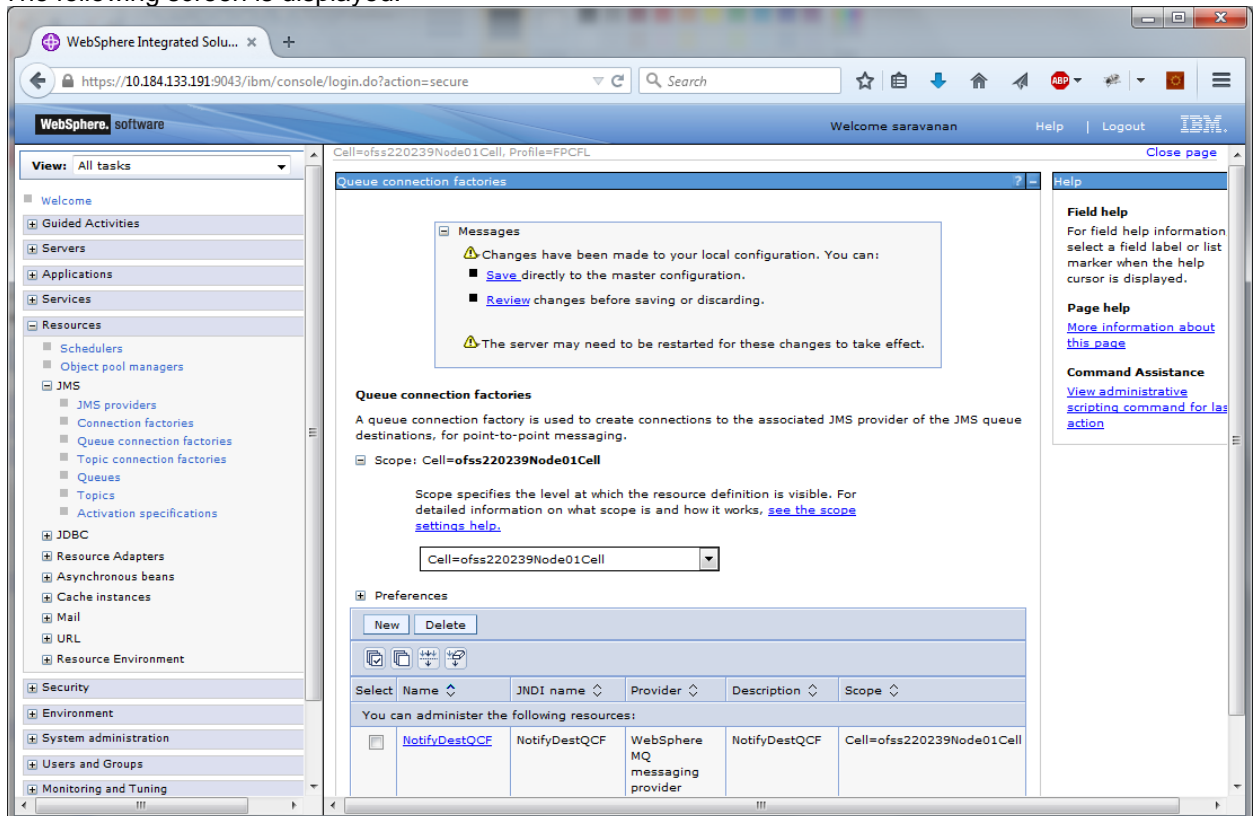 The following screen is displayed.
WebSphere Integrated Solu... × +
https://10.184.133.191:9043/ibm/console/login.do?action=secure
Search
ABP
WebSphere. software
Welcome saravanan
Help | Logout
IBM.
View: All tasks
Welcome
Guided Activities
Servers
Applications
Services
Resources
Schedulers
Object pool managers
JMS
JMS providers
Connection factories
Queue connection factories
Topic connection factories
Queues
Topics
Activation specifications
JDBC
Resource Adapters
Asynchronous beans
Cache instances
Mail
URL
Resource Environment
Security
Environment
System administration
Users and Groups
Monitoring and Tuning
Cell=ofss220239Node01Cell, Profile=FPCFL
Close page
Queue connection factories
? -
Messages
Changes have been made to your local configuration. You can:
Save directly to the master configuration.
Review changes before saving or discarding.
The server may need to be restarted for these changes to take effect.
Queue connection factories
A queue connection factory is used to create connections to the associated JMS provider of the JMS queue
destinations, for point-to-point messaging.
Scope: Cell=ofss220239Node01Cell
Scope specifies the level at which the resource definition is visible. For
detailed information on what scope is and how it works, see the scope
settings help.
Cell=ofss220239Node01Cell
Preferences
New Delete
Select Name JNDI name Provider Description Scope
You can administer the following resources:
NotifyDestQCF NotifyDestQCF WebSphere NotifyDestQCF Cell=ofss220239Node01Cell
MQ
messaging
provider
Help
Field help
For field help information
select a field label or list
marker when the help
cursor is displayed.
Page help
More information about
this page
Command Assistance
View administrative
scripting command for las
action